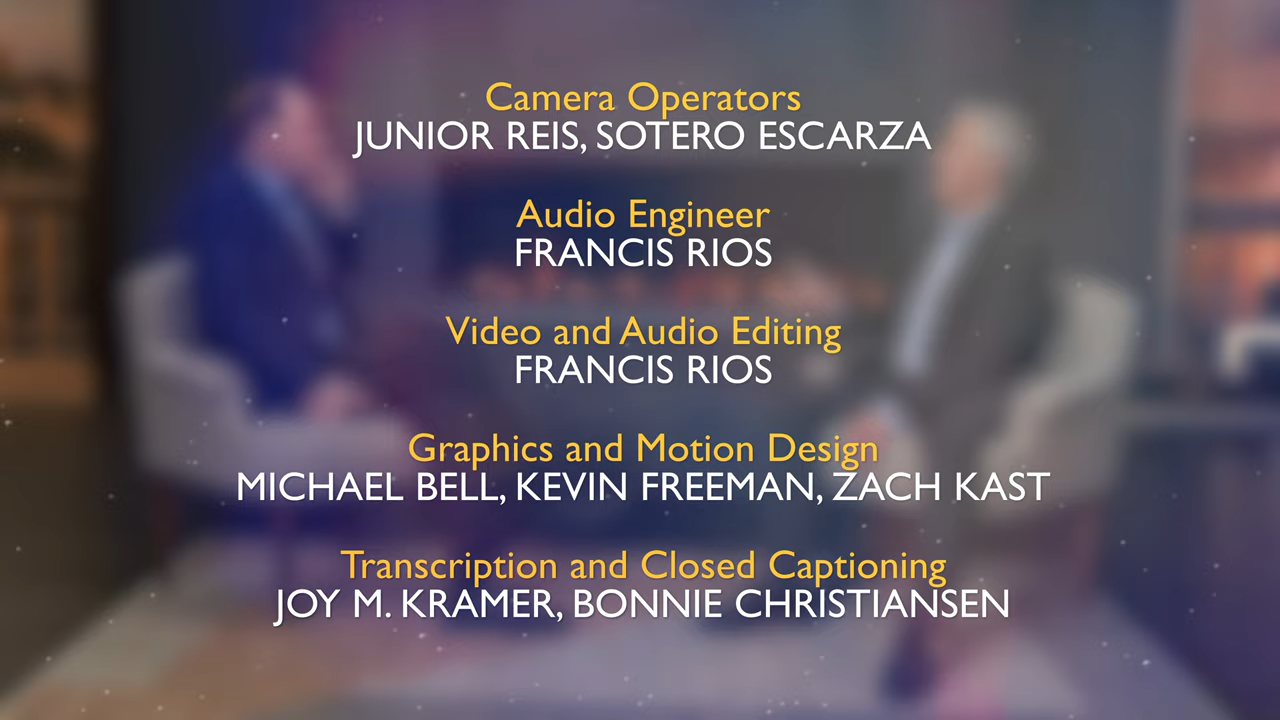 Camera Operators
JUNIOR REIS, SOTERO ESCARZA
Audio Engineer
FRANCIS RIOS
Video and Audio Editing
FRANCIS RIOS
Graphics and Motion Design
MICHAEL BELL, KEVIN FREEMAN, ZACH KAST
Transcription and Closed Captioning
JOY M. KRAMER, BONNIE CHRISTIANSEN